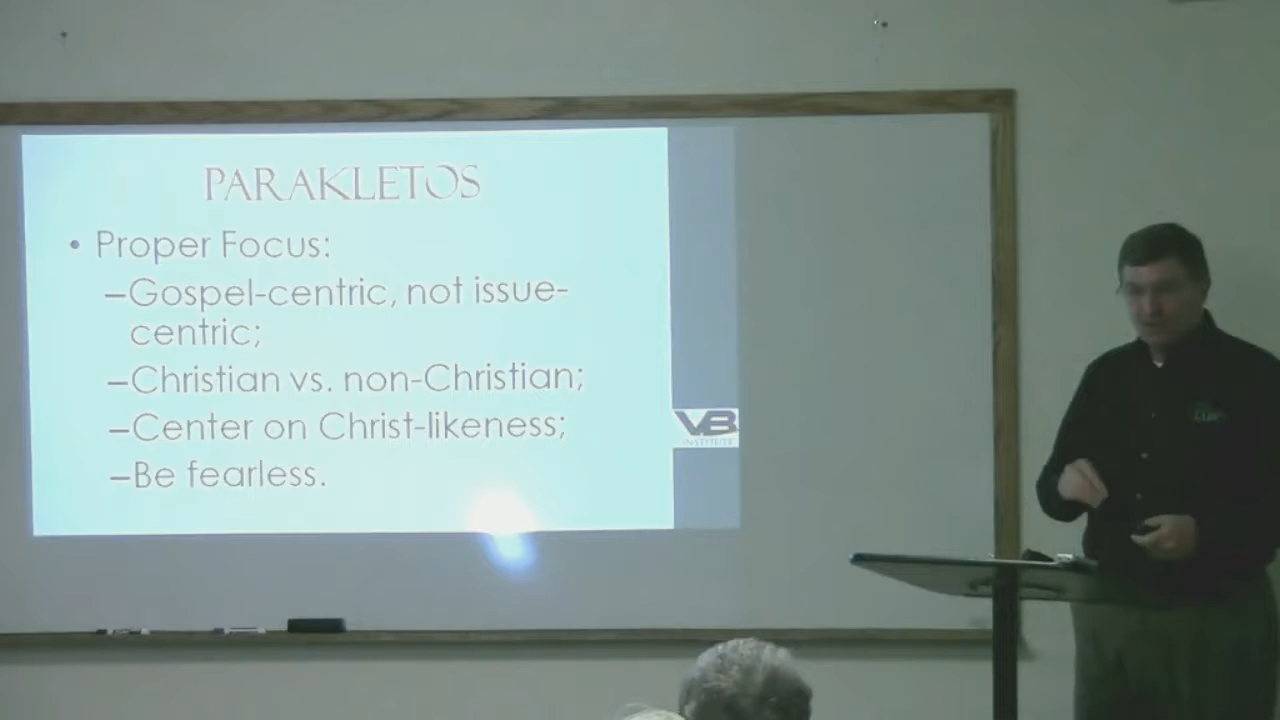 PARAKLETOS
• Proper Focus:
–Gospel-centric, not issue-
centric;
–Christian vs. non-Christian;
–Center on Christ-likeness;
–Be fearless.
VB
INSTITUTE